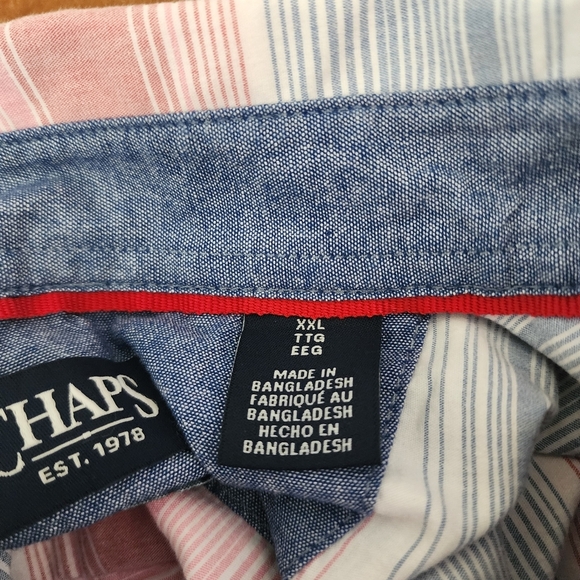 CHAPS
EST. 1978
XXL
TTG
EEG
MADE IN
BANGLADESH
FABRIQUÉ AU
BANGLADESH
HECHO EN
BANGLADESH